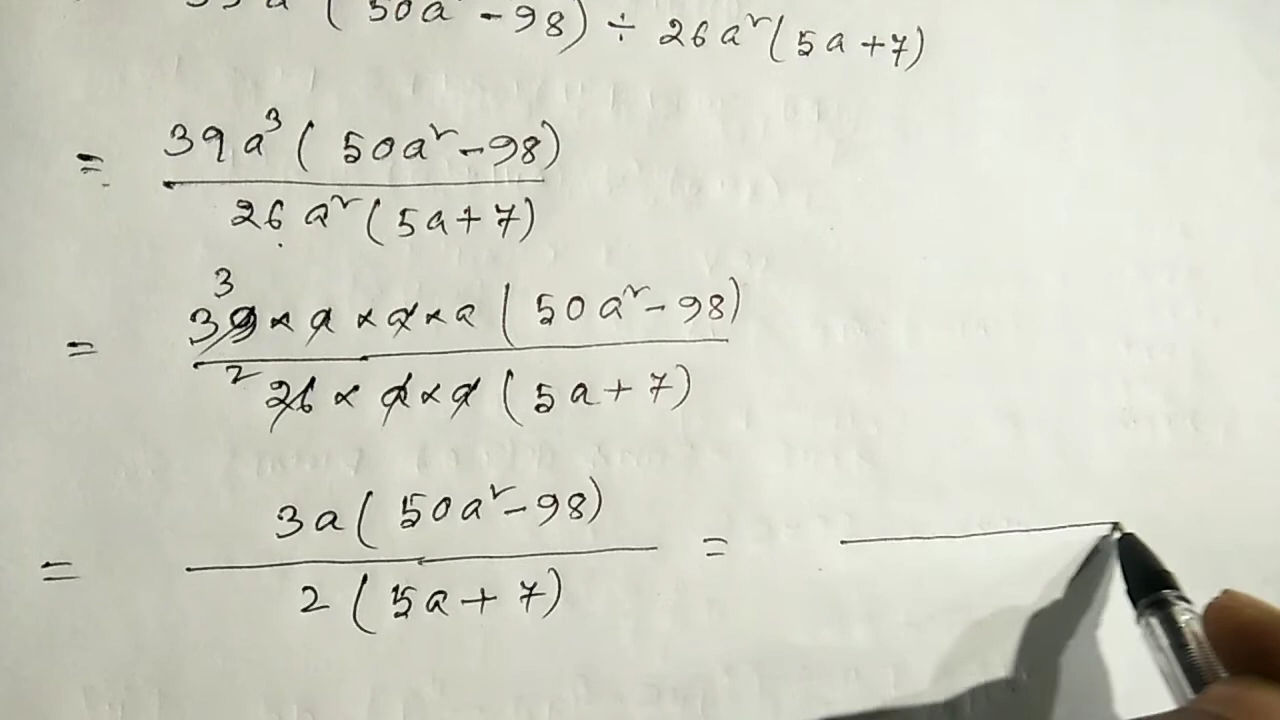 39a³(50a²-98) ÷ 26a²(5a+7)
= 39a³(50a²-98)
26a²(5a+7)
3
= 39×a×a×a(50a²-98)
2 26×a×a(5a+7)
= 3a(50a²-98) =
2(5a+7)